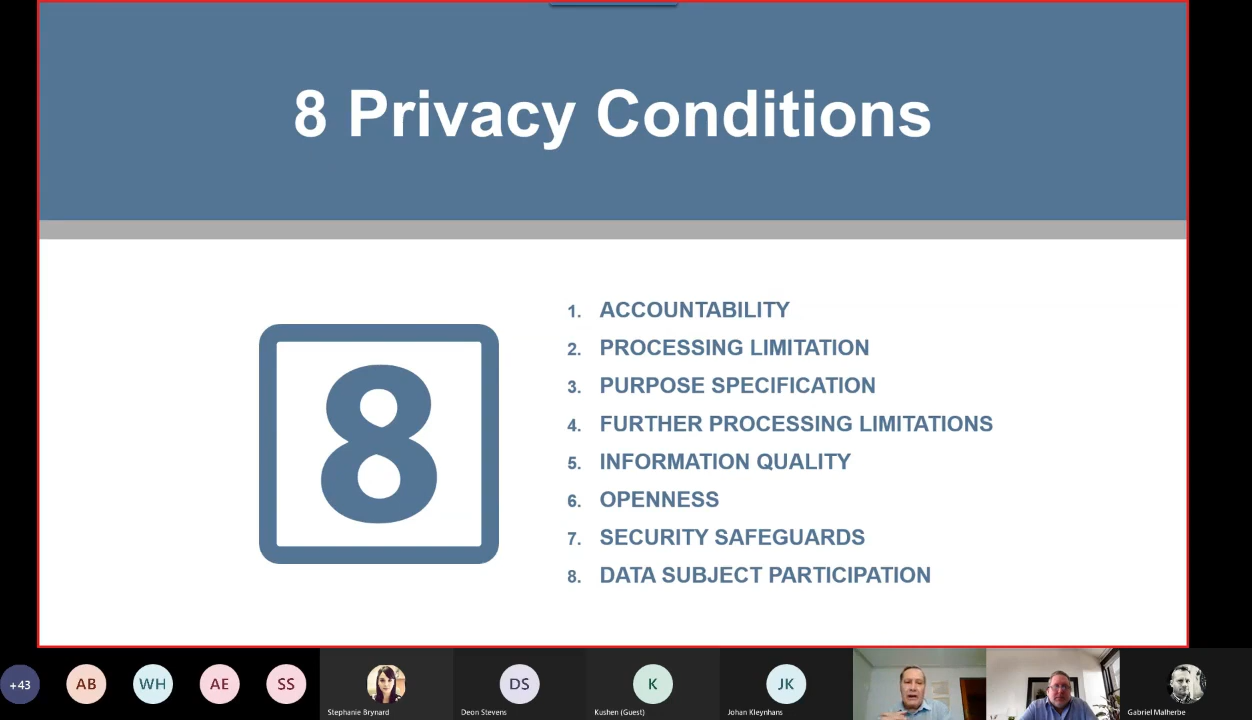 8 Privacy Conditions
8
1. ACCOUNTABILITY
2. PROCESSING LIMITATION
3. PURPOSE SPECIFICATION
4. FURTHER PROCESSING LIMITATIONS
5. INFORMATION QUALITY
6. OPENNESS
7. SECURITY SAFEGUARDS
8. DATA SUBJECT PARTICIPATION
+43
AB
WH
AE
SS
Stephanie Brynard
DS
Deon Stevens
K
Kushen (Guest)
JK
Johan Kleynhans
Gabriel Malherbe